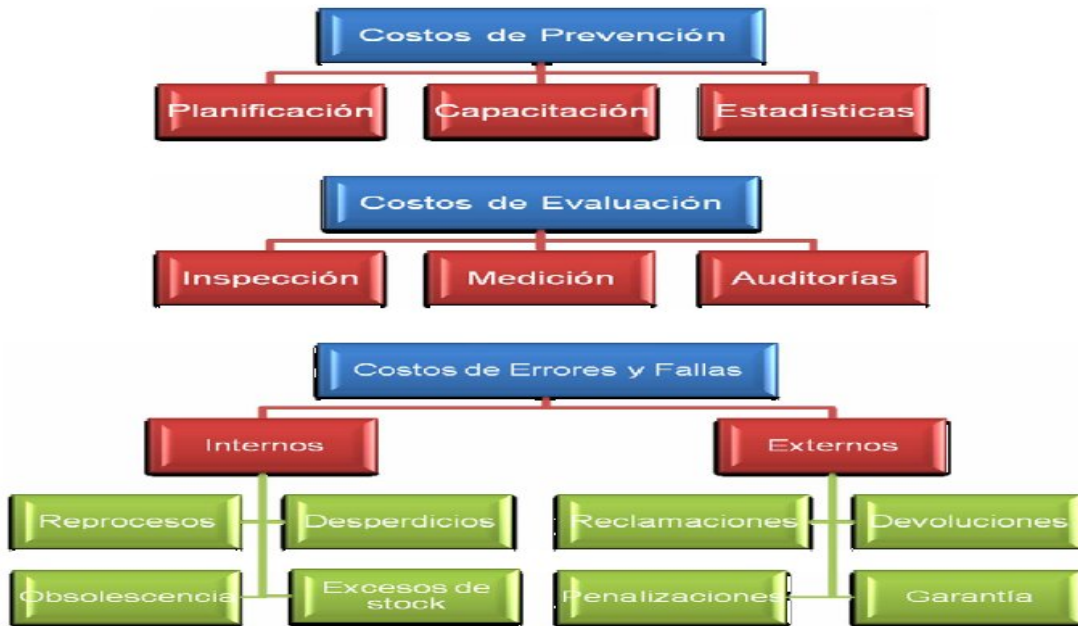 Costos de Prevención
Planificación
Capacitación
Estadísticas
Costos de Evaluación
Inspección
Medición
Auditorías
Costos de Errores y Fallas
Internos
Externos
Reprocesos
Desperdicios
Reclamaciones
Devoluciones
Obsolescencia
Excesos de
stock
Penalizaciones
Garantía